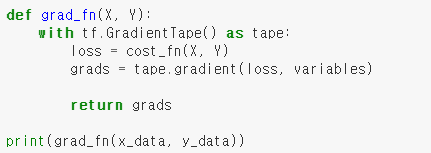 def grad_fn(X, Y):
    with tf.GradientTape() as tape:
        loss = cost_fn(X, Y)
        grads = tape.gradient(loss, variables)

        return grads

print(grad_fn(x_data, y_data))